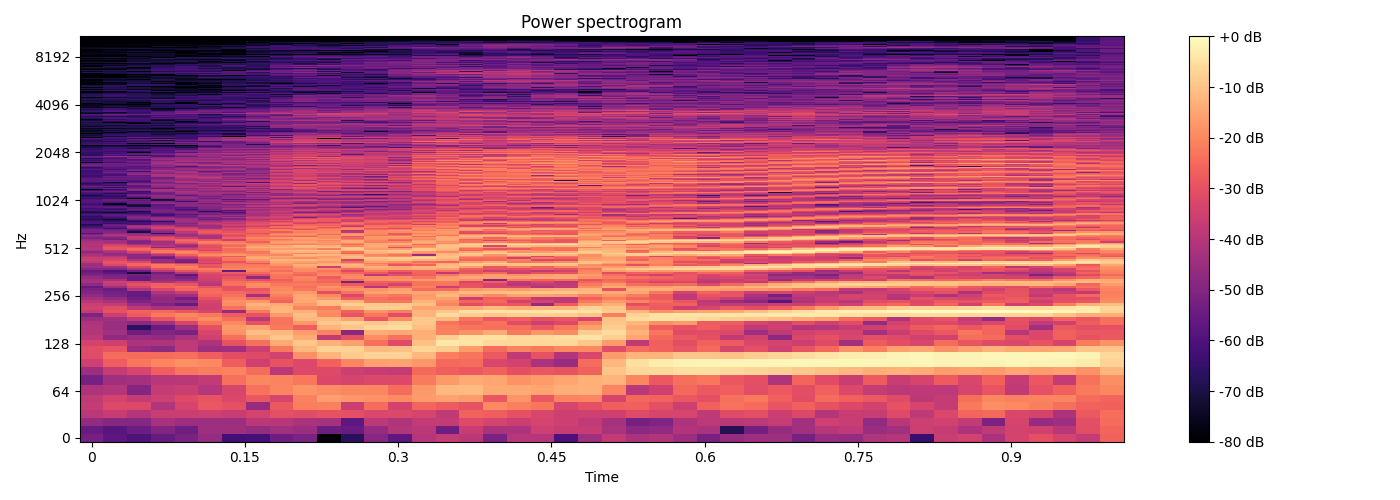 Power spectrogram
8192
4096
2048
1024
512
256
128
64
0
Hz
0 0.15 0.3 0.45 0.6 0.75 0.9
Time
+0 dB
-10 dB
-20 dB
-30 dB
-40 dB
-50 dB
-60 dB
-70 dB
-80 dB